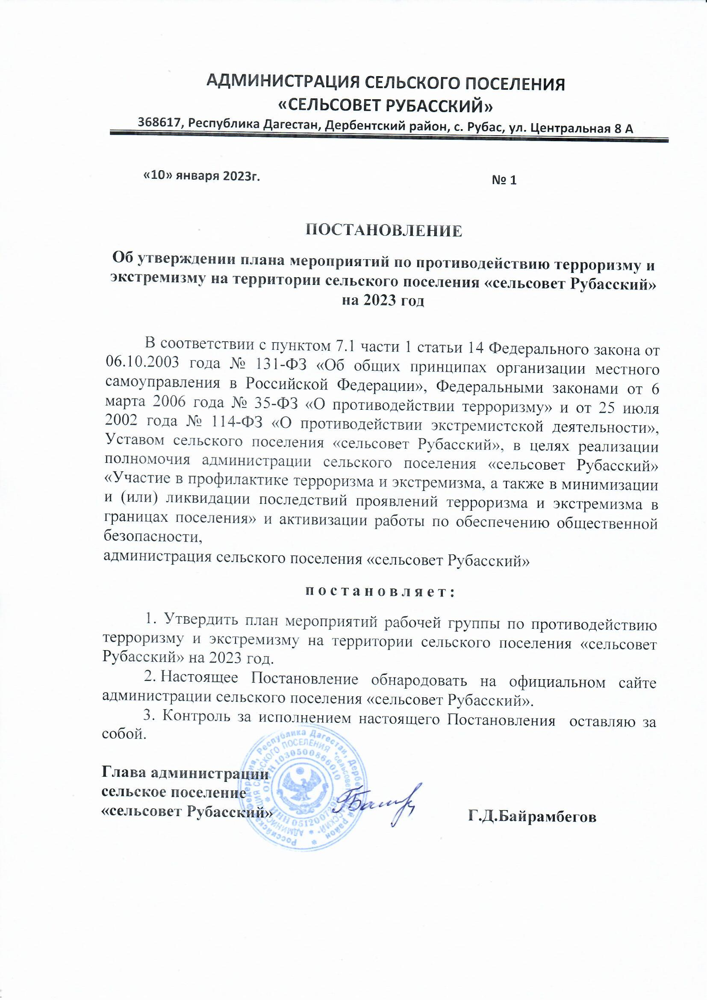 АДМИНИСТРАЦИЯ СЕЛЬСКОГО ПОСЕЛЕНИЯ
«СЕЛЬСОВЕТ РУБАССКИЙ»
368617, Республика Дагестан, Дербентский район, с. Рубас, ул. Центральная 8 А
«10» января 2023г. № 1
ПОСТАНОВЛЕНИЕ
Об утверждении плана мероприятий по противодействию терроризму и
экстремизму на территории сельского поселения «сельсовет Рубасский»
на 2023 год
В соответствии с пунктом 7.1 части 1 статьи 14 Федерального закона от
06.10.2003 года № 131-ФЗ «Об общих принципах организации местного
самоуправления в Российской Федерации», Федеральными законами от 6
марта 2006 года № 35-ФЗ «О противодействии терроризму» и от 25 июля
2002 года № 114-ФЗ «О противодействии экстремистской деятельности»,
Уставом сельского поселения «сельсовет Рубасский», в целях реализации
полномочия администрации сельского поселения «сельсовет Рубасский»
«Участие в профилактике терроризма и экстремизма, а также в минимизации
и (или) ликвидации последствий проявлений терроризма и экстремизма в
границах поселения» и активизации работы по обеспечению общественной
безопасности,
администрация сельского поселения «сельсовет Рубасский»
п о с т а н о в л я е т :
1. Утвердить план мероприятий рабочей группы по противодействию
терроризму и экстремизму на территории сельского поселения «сельсовет
Рубасский» на 2023 год.
2. Настоящее Постановление обнародовать на официальном сайте
администрации сельского поселения «сельсовет Рубасский».
3. Контроль за исполнением настоящего Постановления оставляю за
собой.
Глава администрации
сельское поселение
«сельсовет Рубасский» Г.Д.Байрамбегов
Российская Федерация, Республика Дагестан, Дербентский район *
АДМИНИСТРАЦИЯ СЕЛЬСКОГО ПОСЕЛЕНИЯ "сельсовет РУБАССКИЙ" *
* ОГРН 1030500866010